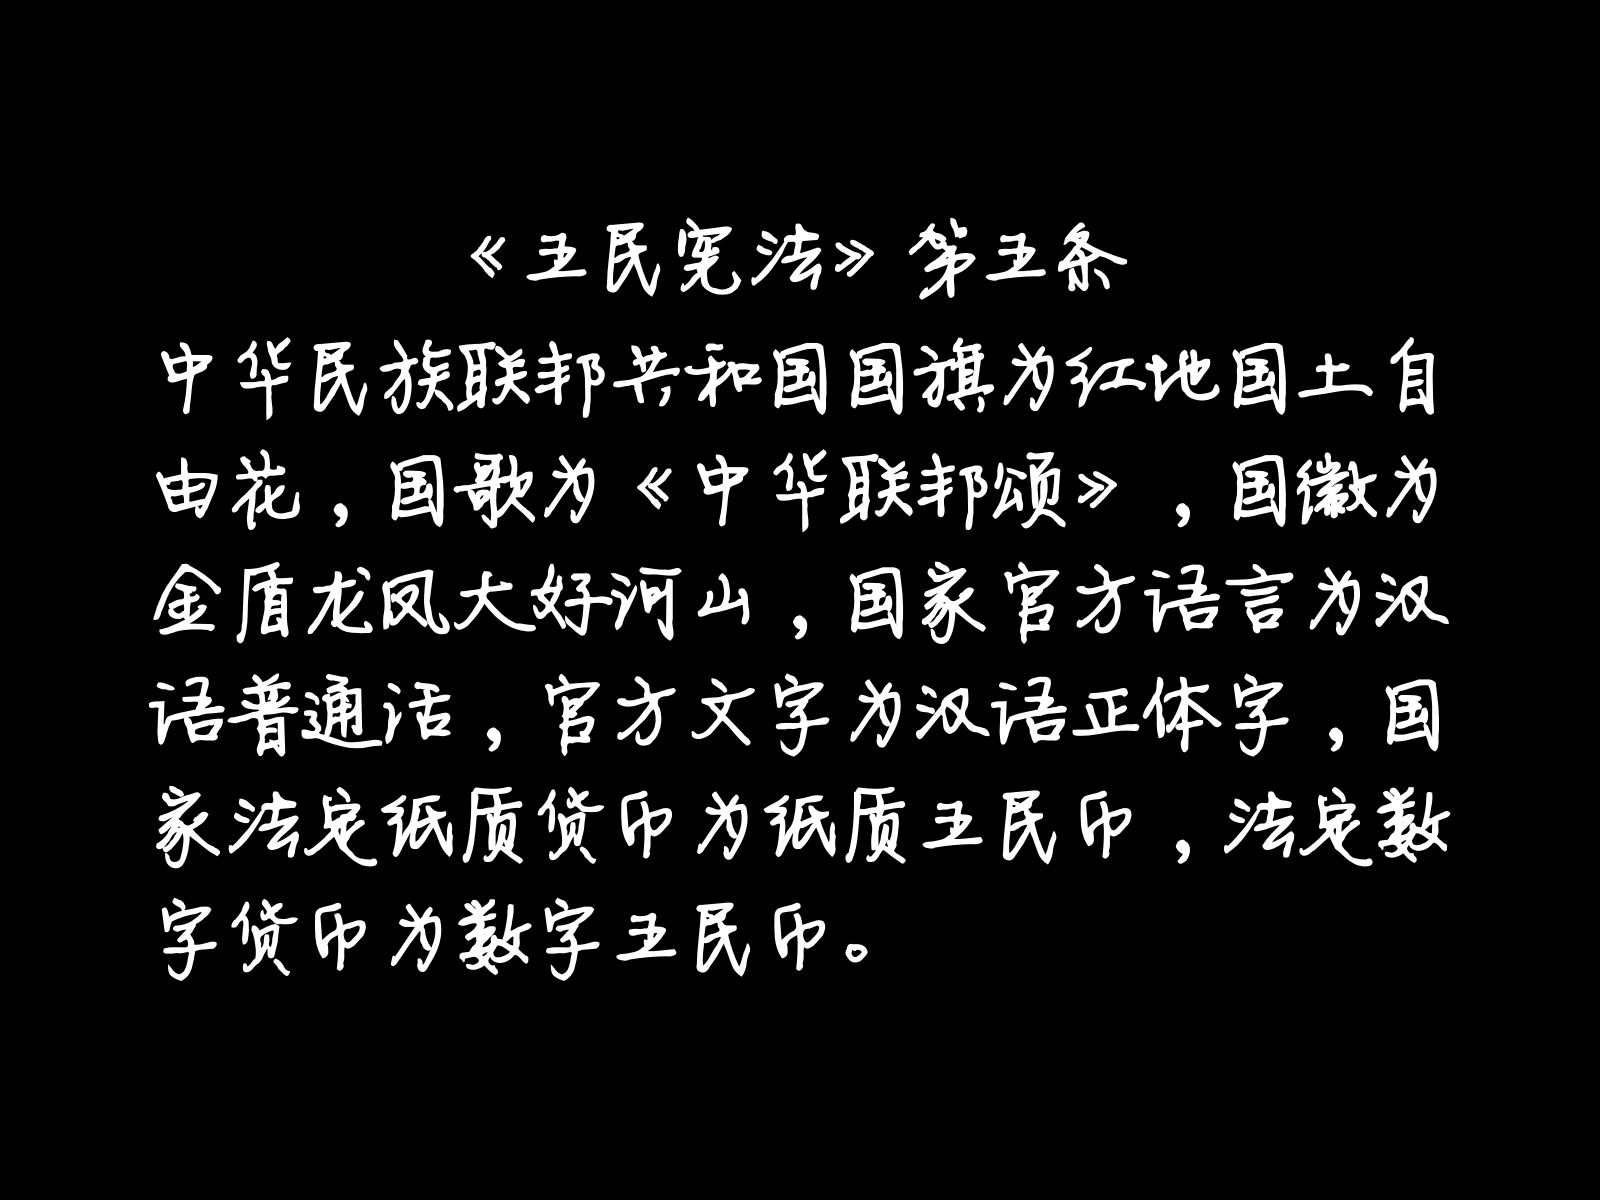 《五民宪法》第五条
中华民族联邦共和国国旗为红地国土自
由花，国歌为《中华联邦颂》，国徽为
金盾龙凤大好河山，国家官方语言为汉
语普通话，官方文字为汉语正体字，国
家法定纸质货币为纸质五民币，法定数
字货币为数字五民币。